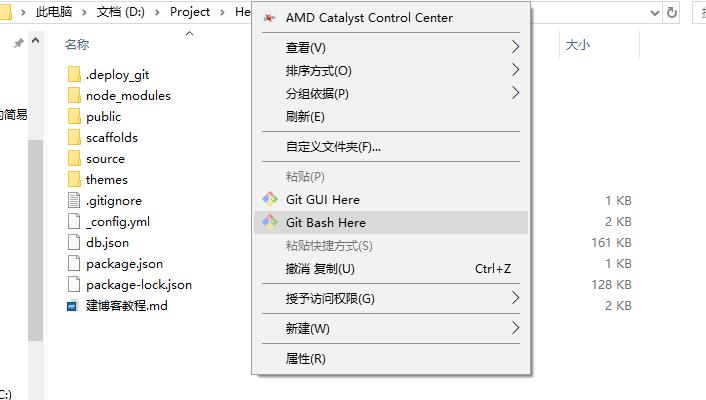 此电脑 > 文档 (D:) > Project > He
AMD Catalyst Control Center
名称
大小
查看(V)
排序方式(O)
分组依据(P)
刷新(E)
自定义文件夹(F)...
粘贴(P)
Git GUI Here
Git Bash Here
粘贴快捷方式(S)
撤消 复制(U) Ctrl+Z
授予访问权限(G)
新建(W)
属性(R)
.deploy_git
node_modules
public
的简易
scaffolds
source
themes
.gitignore 1 KB
_config.yml 2 KB
db.json 161 KB
package.json 1 KB
package-lock.json 128 KB
建博客教程.md 2 KB
C:)